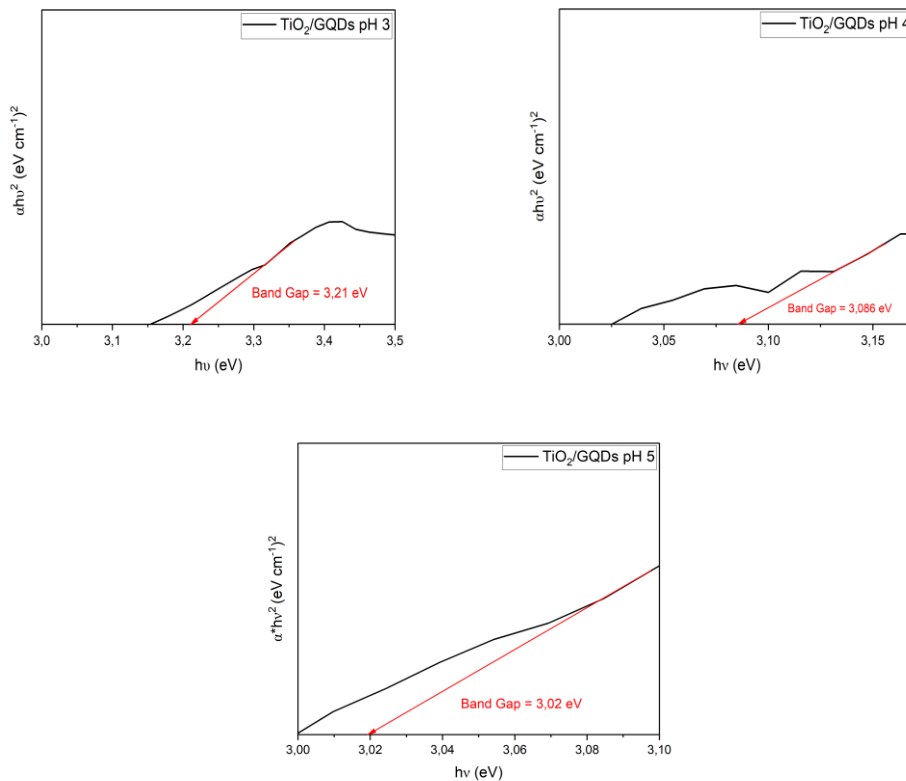 TiO₂/GQDs pH 3
αhυ² (eV cm⁻¹)²
Band Gap = 3,21 eV
3,0 3,1 3,2 3,3 3,4 3,5
hυ (eV)
TiO₂/GQDs pH 4
αhυ² (eV cm⁻¹)²
Band Gap = 3,086 eV
3,00 3,05 3,10 3,15
hν (eV)
TiO₂/GQDs pH 5
α*hν² (eV cm⁻¹)²
Band Gap = 3,02 eV
3,00 3,02 3,04 3,06 3,08 3,10
hν (eV)